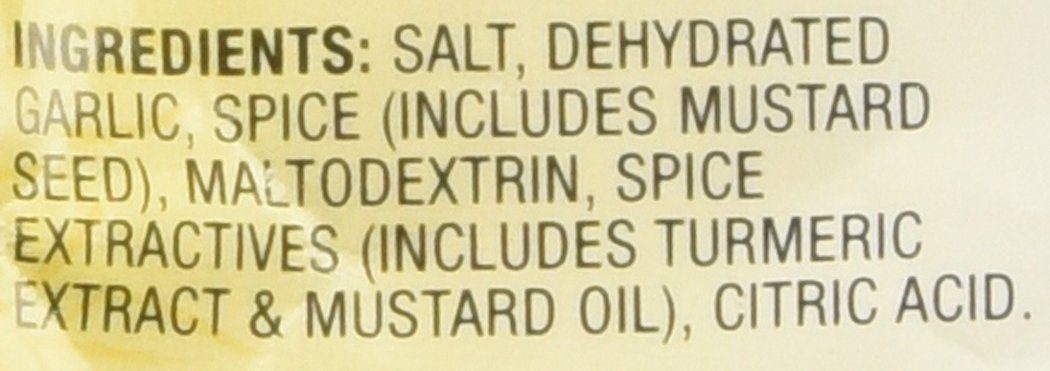 INGREDIENTS: SALT, DEHYDRATED
GARLIC, SPICE (INCLUDES MUSTARD
SEED), MALTODEXTRIN, SPICE
EXTRACTIVES (INCLUDES TURMERIC
EXTRACT & MUSTARD OIL), CITRIC ACID.